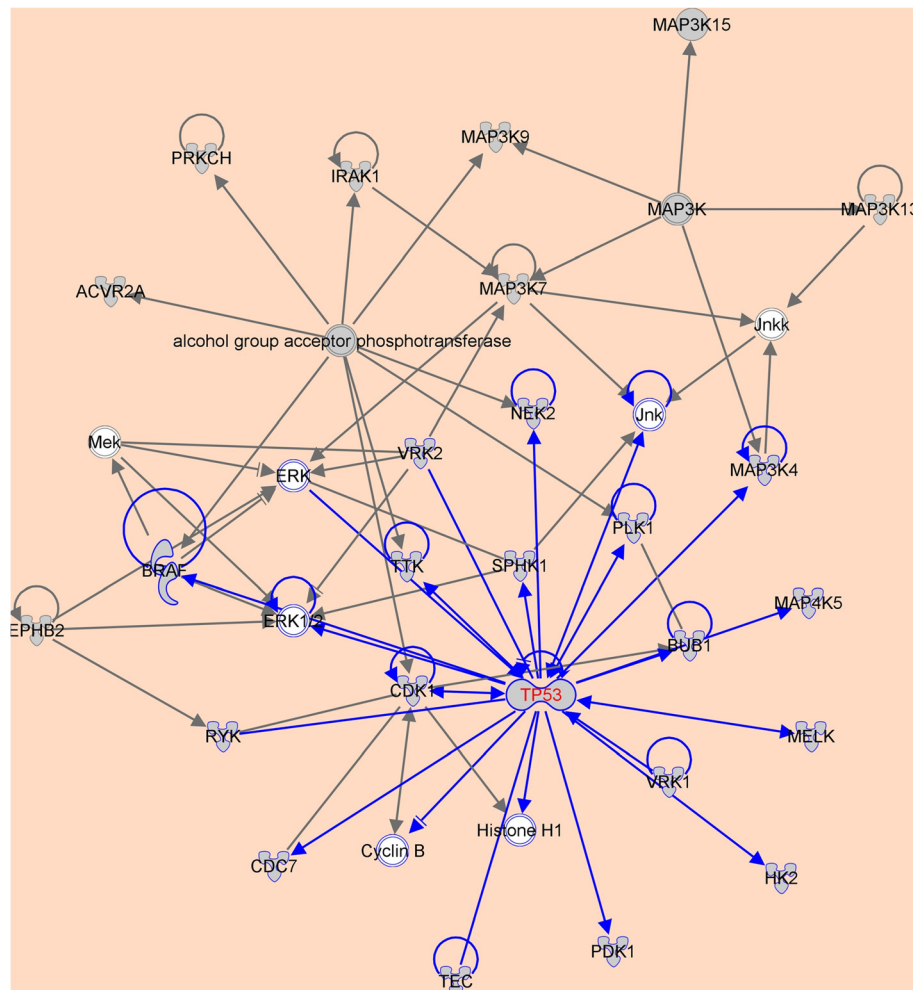 MAP3K15
PRKCH
IRAK1
MAP3K9
MAP3K
MAP3K13
ACVR2A
MAP3K7
Jnkk
alcohol group acceptor phosphotransferase
NEK2
Jnk
Mek
ERK
VRK2
MAP3K4
BRAF
TTK
SPHK1
PLK1
MAP4K5
EPHB2
ERK1/2
BUB1
CDK1
TP53
RYK
MELK
VRK1
Histone H1
Cyclin B
CDC7
HK2
PDK1
TEC